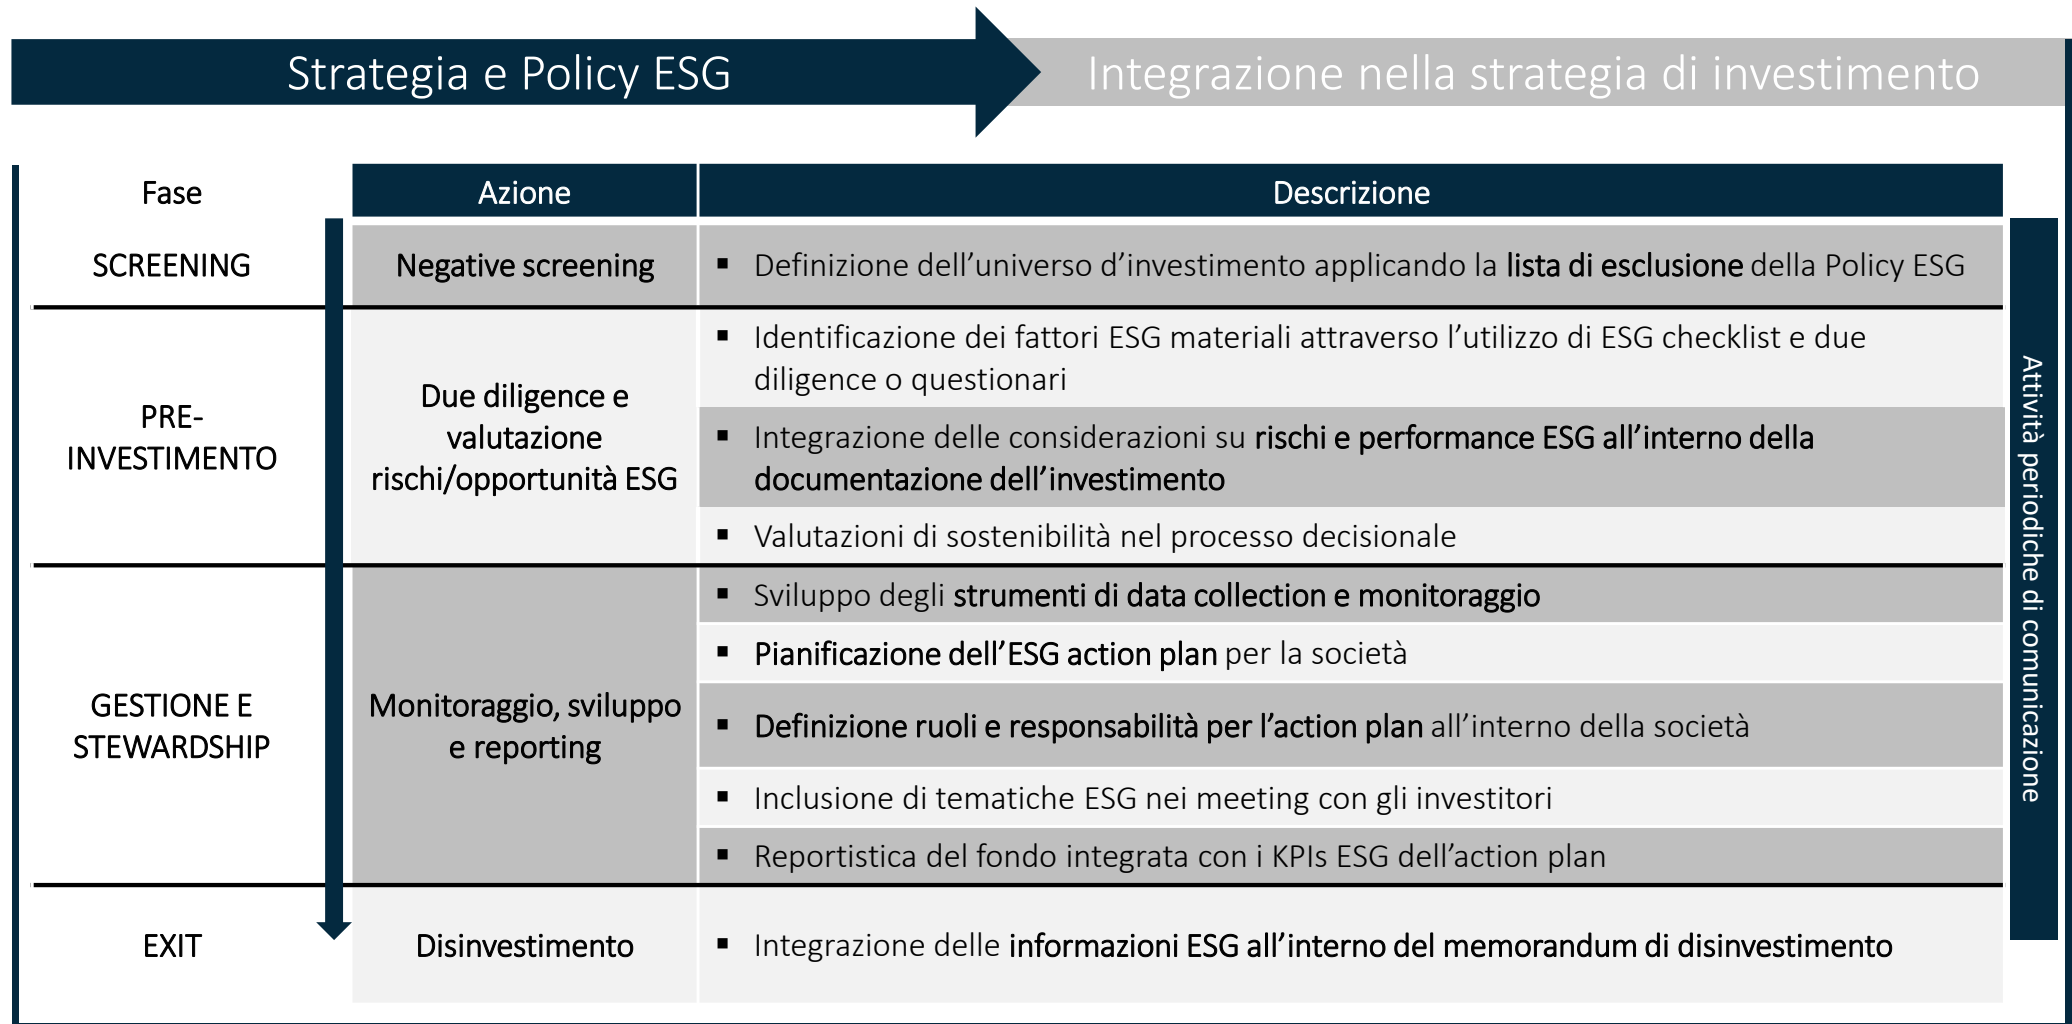 Strategia e Policy ESG
Integrazione nella strategia di investimento
Fase
Azione
Descrizione
SCREENING
Negative screening
▪ Definizione dell’universo d’investimento applicando la lista di esclusione della Policy ESG
PRE-
INVESTIMENTO
Due diligence e
valutazione
rischi/opportunità ESG
▪ Identificazione dei fattori ESG materiali attraverso l’utilizzo di ESG checklist e due
diligence o questionari
▪ Integrazione delle considerazioni su rischi e performance ESG all’interno della
documentazione dell’investimento
▪ Valutazioni di sostenibilità nel processo decisionale
GESTIONE E
STEWARDSHIP
Monitoraggio, sviluppo
e reporting
▪ Sviluppo degli strumenti di data collection e monitoraggio
▪ Pianificazione dell’ESG action plan per la società
▪ Definizione ruoli e responsabilità per l’action plan all’interno della società
▪ Inclusione di tematiche ESG nei meeting con gli investitori
▪ Reportistica del fondo integrata con i KPIs ESG dell’action plan
EXIT
Disinvestimento
▪ Integrazione delle informazioni ESG all’interno del memorandum di disinvestimento
Attività periodiche di comunicazione